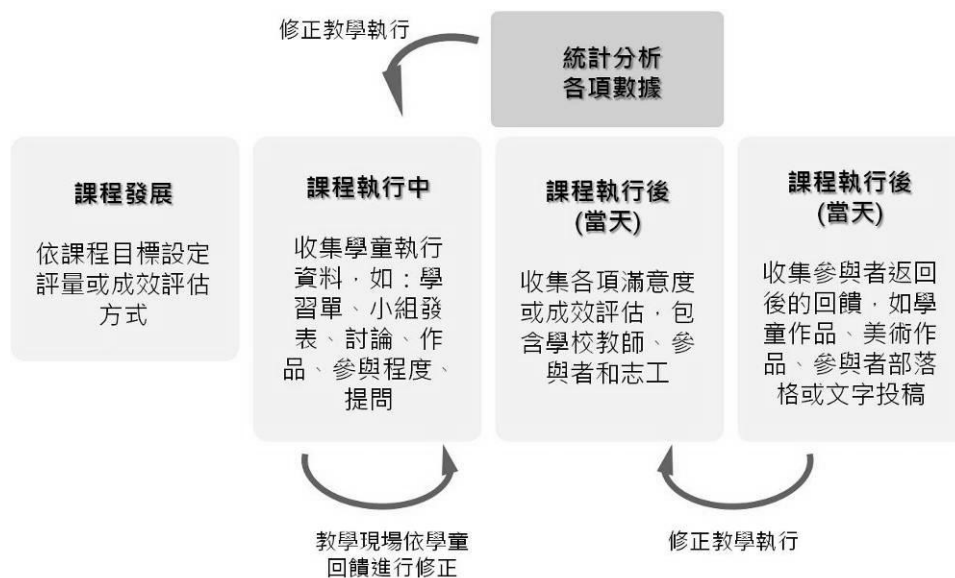 修正教學執行
統計分析
各項數據
課程發展
依課程目標設定
評量或成效評估
方式
課程執行中
收集學童執行
資料，如：學
習單、小組發
表、討論、作
品、參與程度、
提問
課程執行後
(當天)
收集各項滿意度
或成效評估，包
含學校教師、參
與者和志工
課程執行後
(當天)
收集參與者返回
後的回饋，如學
童作品、美術作
品、參與者部落
格或文字投稿
教學現場依學童
回饋進行修正
修正教學執行